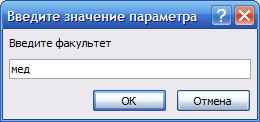 Введите значение параметра
Введите факультет
мед
ОК Отмена